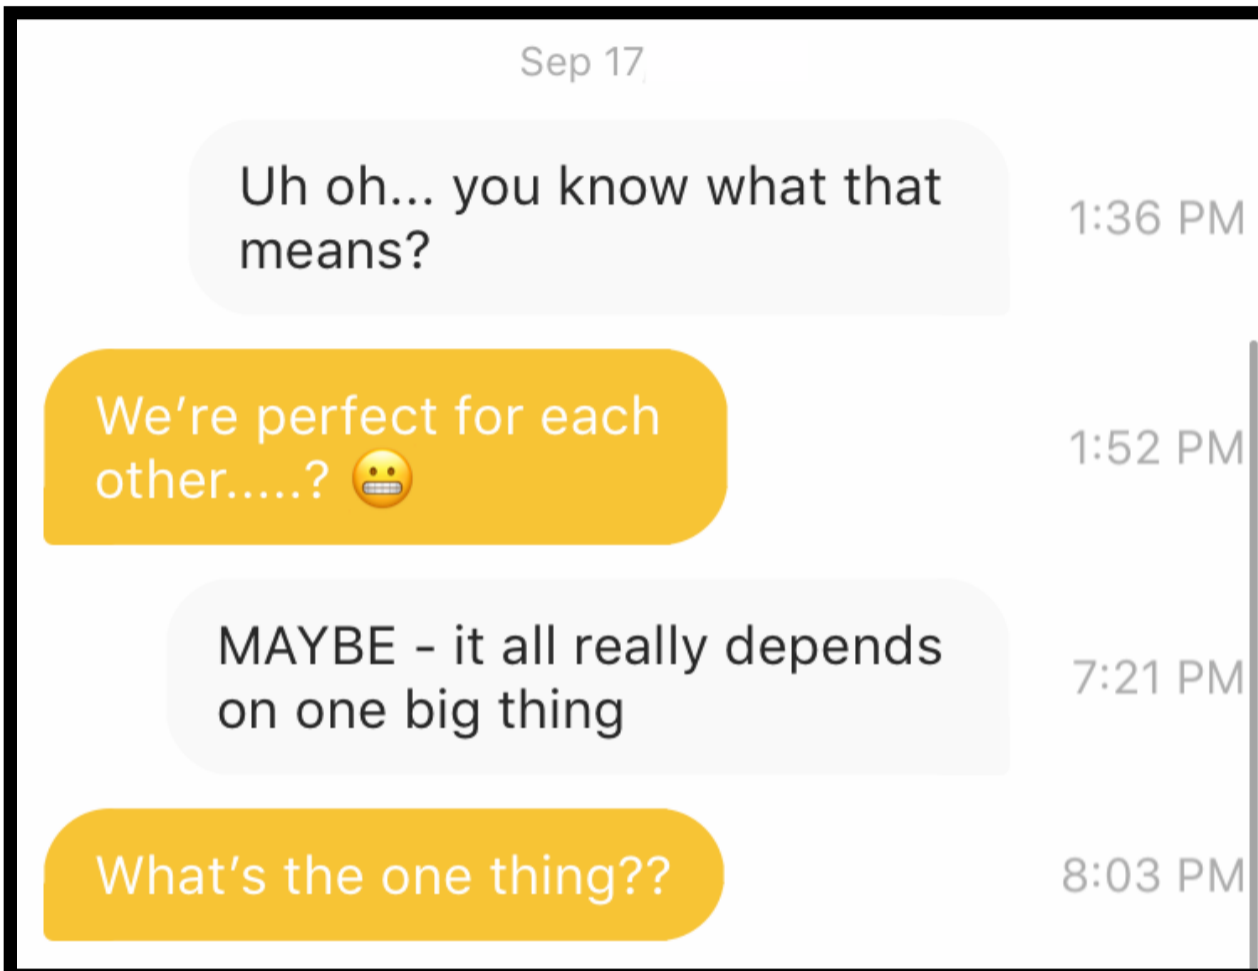 Sep 17
Uh oh... you know what that
means?
1:36 PM
We’re perfect for each
other.....? 😬
1:52 PM
MAYBE - it all really depends
on one big thing
7:21 PM
What’s the one thing??
8:03 PM